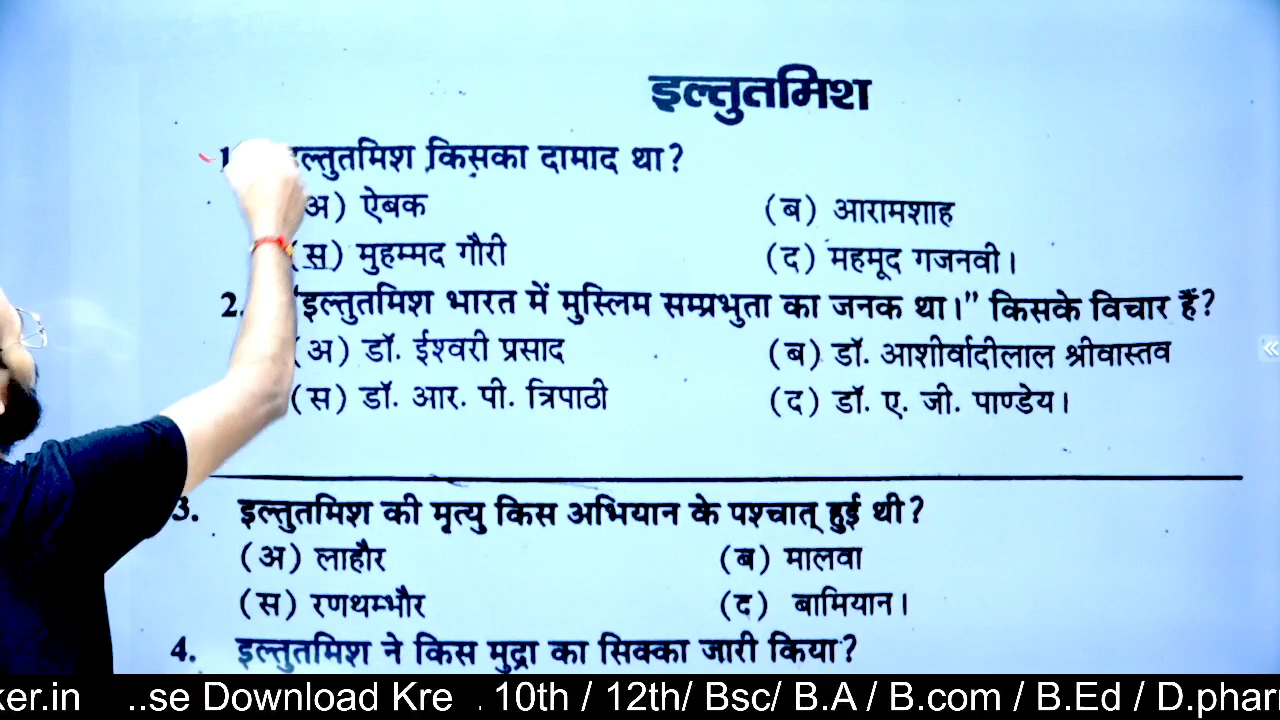 इल्तुतमिश
1 ल्तुतमिश किसका दामाद था?
अ) ऐबक (ब) आरामशाह
(स) मुहम्मद गौरी (द) महमूद गजनवी।
2. "इल्तुतमिश भारत में मुस्लिम सम्प्रभुता का जनक था।" किसके विचार हैं?
(अ) डॉ. ईश्वरी प्रसाद (ब) डॉ. आशीर्वादीलाल श्रीवास्तव
(स) डॉ. आर. पी. त्रिपाठी (द) डॉ. ए. जी. पाण्डेय।
3. इल्तुतमिश की मृत्यु किस अभियान के पश्चात् हुई थी?
(अ) लाहौर (ब) मालवा
(स) रणथम्भौर (द) बामियान।
4. इल्तुतमिश ने किस मुद्रा का सिक्का जारी किया?
ker.in ..se Download Kre . 10th / 12th/ Bsc/ B.A / B.com / B.Ed / D.phar